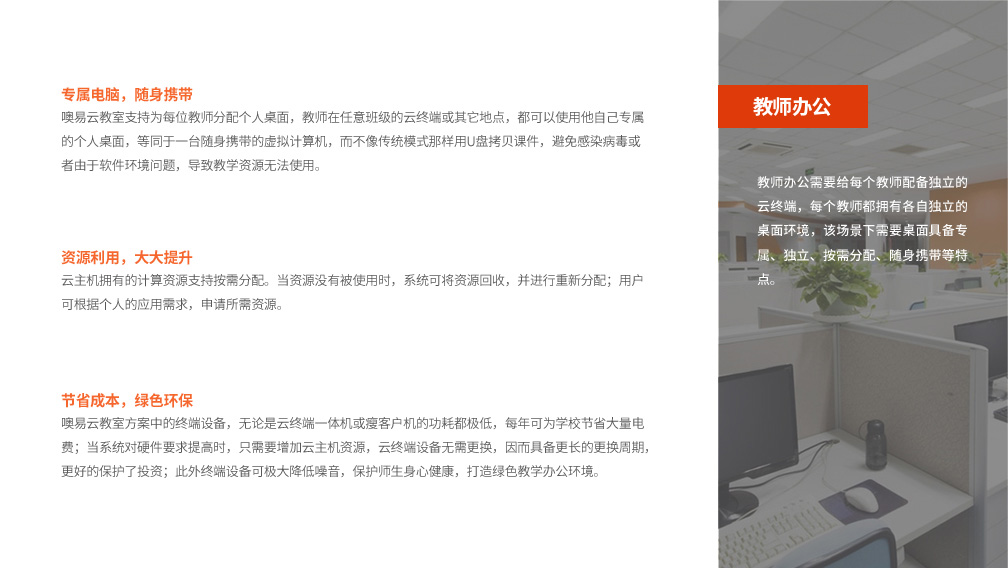 专属电脑，随身携带
噢易云教室支持为每位教师分配个人桌面，教师在任意班级的云终端或其它地点，都可以使用他自己专属
的个人桌面，等同于一台随身携带的虚拟计算机，而不像传统模式那样用U盘拷贝课件，避免感染病毒或
者由于软件环境问题，导致教学资源无法使用。
资源利用，大大提升
云主机拥有的计算资源支持按需分配。当资源没有被使用时，系统可将资源回收，并进行重新分配；用户
可根据个人的应用需求，申请所需资源。
节省成本，绿色环保
噢易云教室方案中的终端设备，无论是云终端一体机或瘦客户机的功耗都极低，每年可为学校节省大量电
费；当系统对硬件要求提高时，只需要增加云主机资源，云终端设备无需更换，因而具备更长的更换周期，
更好的保护了投资；此外终端设备可极大降低噪音，保护师生身心健康，打造绿色教学办公环境。
教师办公
教师办公需要给每个教师配备独立的
云终端，每个教师都拥有各自独立的
桌面环境，该场景下需要桌面具备专
属、独立、按需分配、随身携带等特
点。